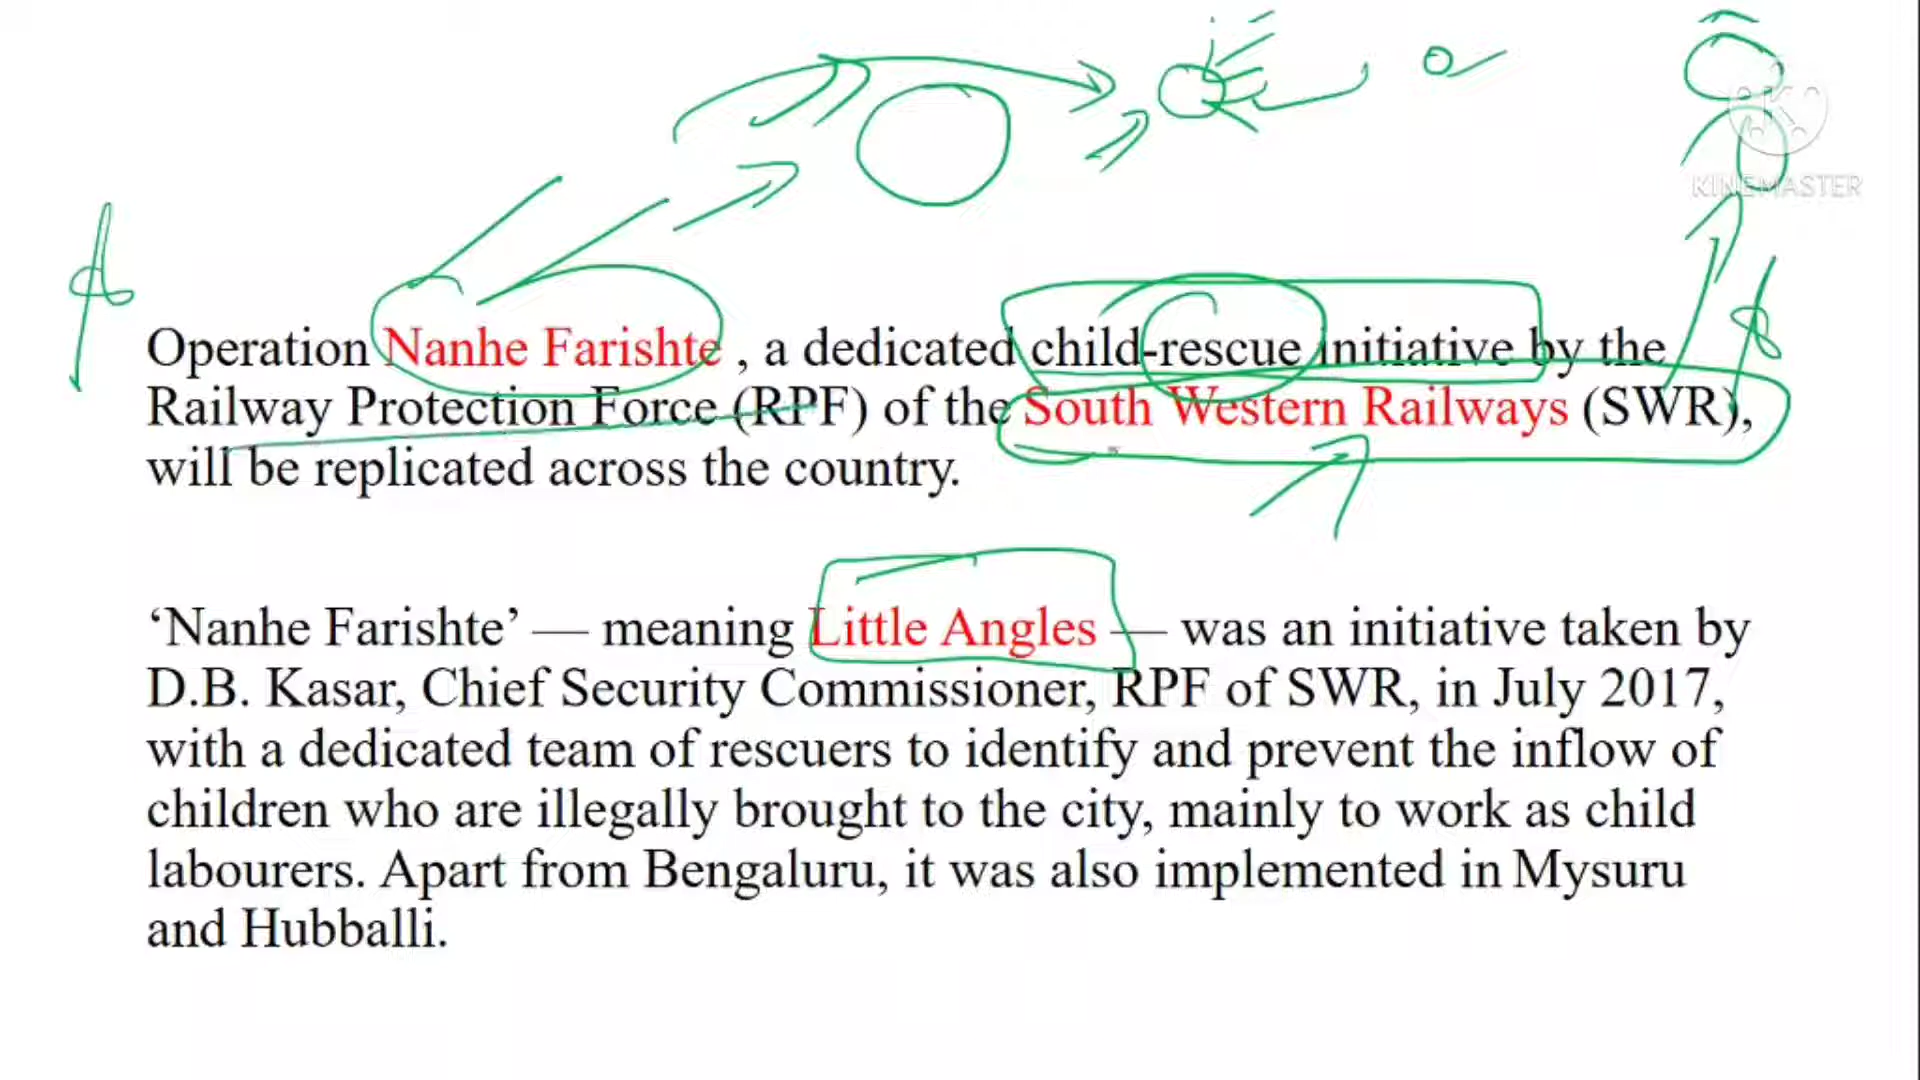 KINEMASTER
Operation Nanhe Farishte , a dedicated child-rescue initiative by the
Railway Protection Force (RPF) of the South Western Railways (SWR),
will be replicated across the country.
‘Nanhe Farishte’ — meaning Little Angles — was an initiative taken by
D.B. Kasar, Chief Security Commissioner, RPF of SWR, in July 2017,
with a dedicated team of rescuers to identify and prevent the inflow of
children who are illegally brought to the city, mainly to work as child
labourers. Apart from Bengaluru, it was also implemented in Mysuru
and Hubballi.